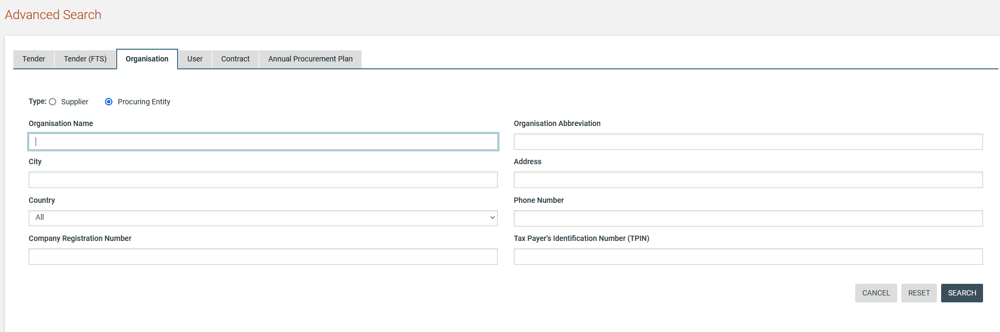 Advanced Search
Tender Tender (FTS) Organisation User Contract Annual Procurement Plan
Type: Supplier Procuring Entity
Organisation Name Organisation Abbreviation
City Address
Country Phone Number
All
Company Registration Number Tax Payer's Identification Number (TPIN)
CANCEL RESET SEARCH